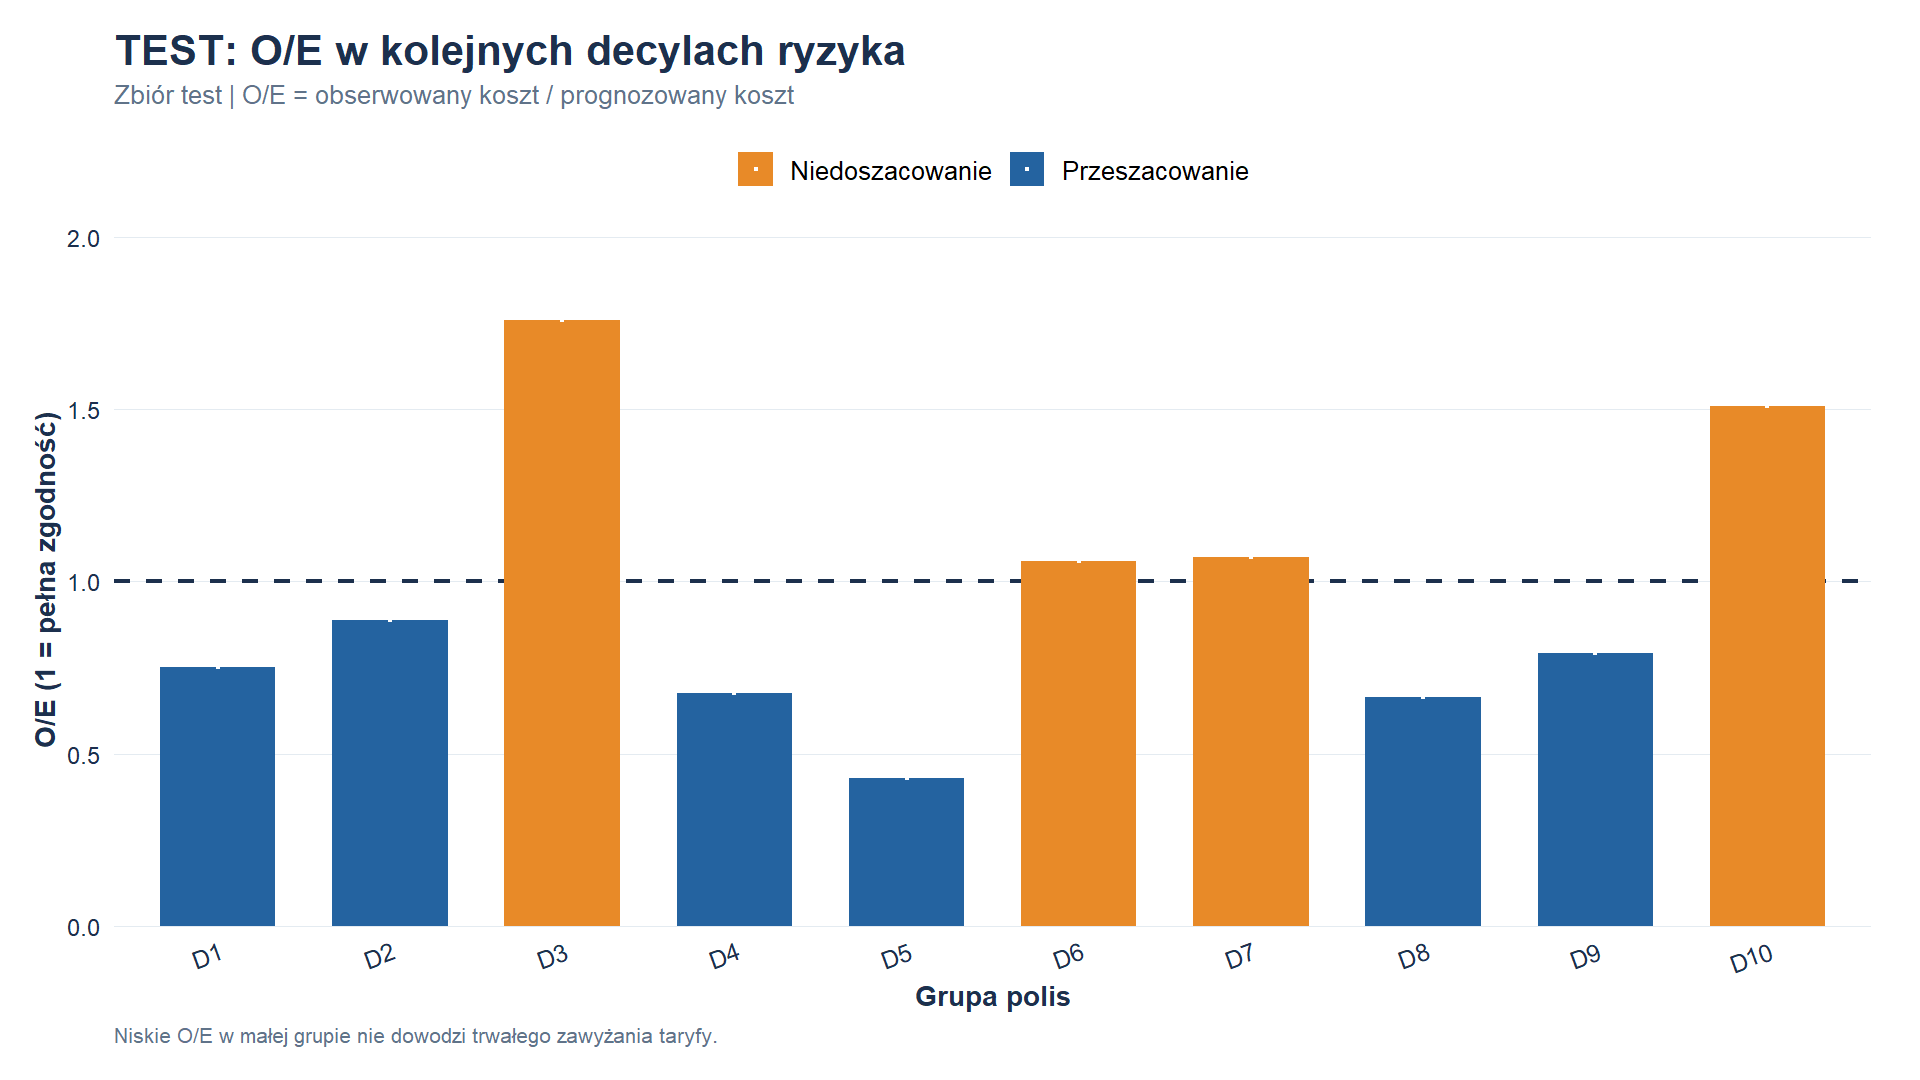 TEST: O/E w kolejnych decylach ryzyka
Zbiór test | O/E = obserwowany koszt / prognozowany koszt
Niedoszacowanie
Przeszacowanie
O/E (1 = pełna zgodność)
2.0
1.5
1.0
0.5
0.0
D1
D2
D3
D4
D5
D6
D7
D8
D9
D10
Grupa polis
Niskie O/E w małej grupie nie dowodzi trwałego zawyżania taryfy.